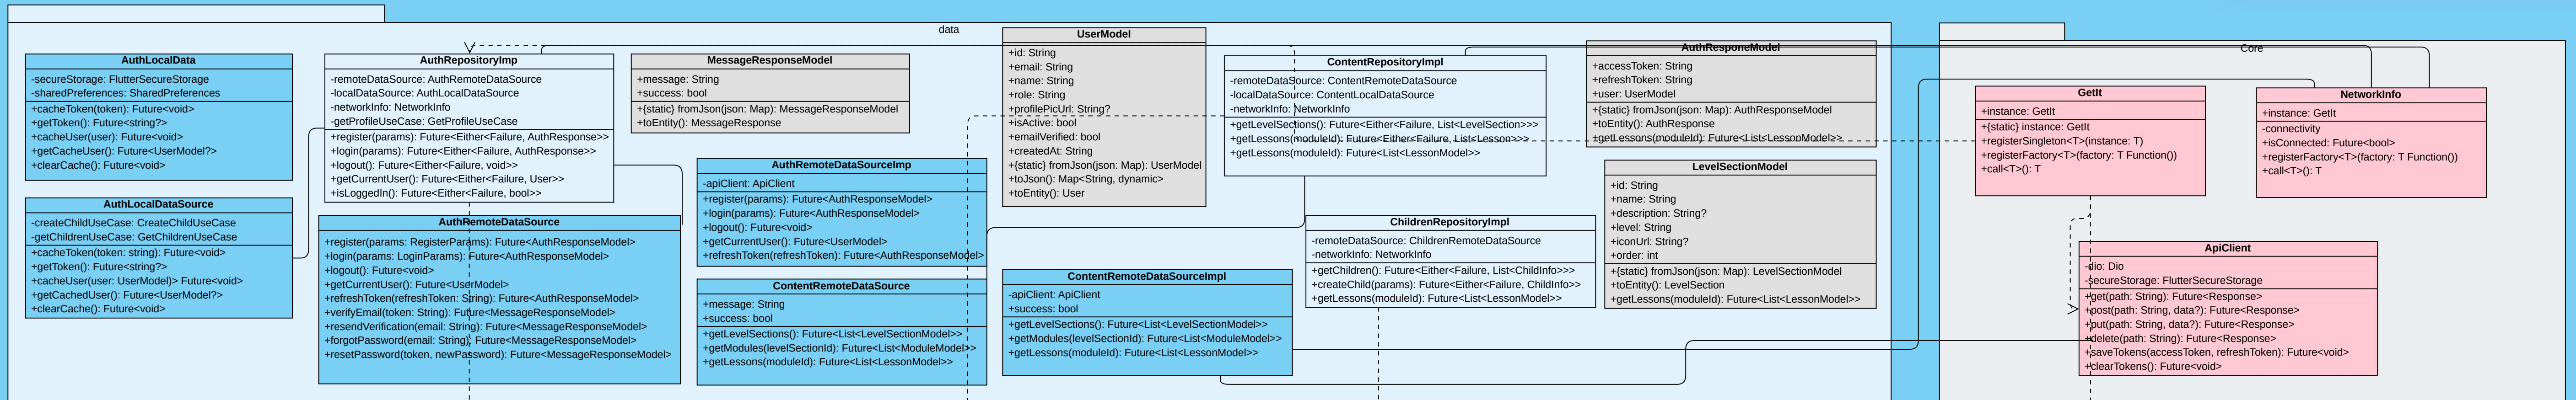 data
Core
AuthLocalData
-secureStorage: FlutterSecureStorage
-sharedPreferences: SharedPreferences
+cacheToken(token): Future<void>
+getToken(): Future<string?>
+cacheUser(user): Future<void>
+getCacheUser(): Future<UserModel?>
+clearCache(): Future<void>
AuthLocalDataSource
-createChildUseCase: CreateChildUseCase
-getChildrenUseCase: GetChildrenUseCase
+cacheToken(token: string): Future<void>
+getToken(): Future<string?>
+cacheUser(user: UserModel)> Future<void>
+getCachedUser(): Future<UserModel?>
+clearCache(): Future<void>
AuthRepositoryImp
-remoteDataSource: AuthRemoteDataSource
-localDataSource: AuthLocalDataSource
-networkInfo: NetworkInfo
-getProfileUseCase: GetProfileUseCase
+register(params): Future<Either<Failure, AuthResponse>>
+login(params): Future<Either<Failure, AuthResponse>>
+logout(): Future<Either<Failure, void>>
+getCurrentUser(): Future<Either<Failure, User>>
+isLoggedIn(): Future<Either<Failure, bool>>
AuthRemoteDataSource
+register(params: RegisterParams): Future<AuthResponseModel>
+login(params: LoginParams): Future<AuthResponseModel>
+logout(): Future<void>
+getCurrentUser(): Future<UserModel>
+refreshToken(refreshToken: String): Future<AuthResponseModel>
+verifyEmail(token: String): Future<MessageResponseModel>
+resendVerification(email: String): Future<MessageResponseModel>
+forgotPassword(email: String): Future<MessageResponseModel>
+resetPassword(token, newPassword): Future<MessageResponseModel>
MessageResponseModel
+message: String
+success: bool
+{static} fromJson(json: Map): MessageResponseModel
+toEntity(): MessageResponse
AuthRemoteDataSourceImp
-apiClient: ApiClient
+register(params): Future<AuthResponseModel>
+login(params): Future<AuthResponseModel>
+logout(): Future<void>
+getCurrentUser(): Future<UserModel>
+refreshToken(refreshToken): Future<AuthResponseModel>
ContentRemoteDataSource
+message: String
+success: bool
+getLevelSections(): Future<List<LevelSectionModel>>
+getModules(levelSectionId): Future<List<ModuleModel>>
+getLessons(moduleId): Future<List<LessonModel>>
UserModel
+id: String
+email: String
+name: String
+role: String
+profilePicUrl: String?
+isActive: bool
+emailVerified: bool
+createdAt: String
+{static} fromJson(json: Map): UserModel
+toJson(): Map<String, dynamic>
+toEntity(): User
ContentRemoteDataSourceImpl
-apiClient: ApiClient
+success: bool
+getLevelSections(): Future<List<LevelSectionModel>>
+getModules(levelSectionId): Future<List<ModuleModel>>
+getLessons(moduleId): Future<List<LessonModel>>
ContentRepositoryImpl
-remoteDataSource: ContentRemoteDataSource
-localDataSource: ContentLocalDataSource
-networkInfo: NetworkInfo
+getLevelSections(): Future<Either<Failure, List<LevelSection>>>
+getLessons(moduleId): Future<Either<Failure, List<Lesson>>>
+getLessons(moduleId): Future<List<LessonModel>>
ChildrenRepositoryImpl
-remoteDataSource: ChildrenRemoteDataSource
-networkInfo: NetworkInfo
+getChildren(): Future<Either<Failure, List<ChildInfo>>>
+createChild(params): Future<Either<Failure, ChildInfo>>
+getLessons(moduleId): Future<List<LessonModel>>
AuthResponeModel
+accessToken: String
+refreshToken: String
+user: UserModel
+{static} fromJson(json: Map): AuthResponseModel
+toEntity(): AuthResponse
+getLessons(moduleId): Future<List<LessonModel>>
LevelSectionModel
+id: String
+name: String
+description: String?
+level: String
+iconUrl: String?
+order: int
+{static} fromJson(json: Map): LevelSectionModel
+toEntity(): LevelSection
+getLessons(moduleId): Future<List<LessonModel>>
GetIt
+instance: GetIt
+{static} instance: GetIt
+registerSingleton<T>(instance: T)
+registerFactory<T>(factory: T Function())
+call<T>(): T
NetworkInfo
+instance: GetIt
-connectivity
+isConnected: Future<bool>
+registerFactory<T>(factory: T Function())
+call<T>(): T
ApiClient
-dio: Dio
-secureStorage: FlutterSecureStorage
+get(path: String): Future<Response>
+post(path: String, data?): Future<Response>
+put(path: String, data?): Future<Response>
+delete(path: String): Future<Response>
+saveTokens(accessToken, refreshToken): Future<void>
+clearTokens(): Future<void>